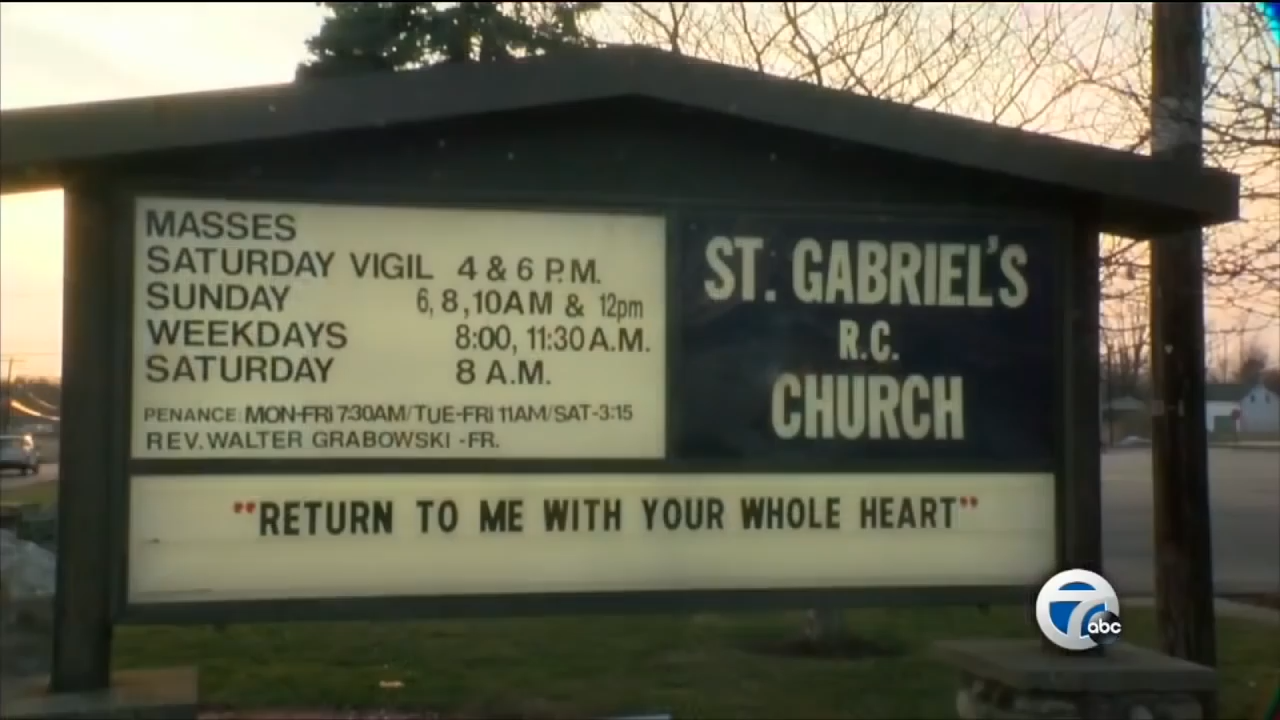 MASSES
SATURDAY VIGIL 4 & 6 P.M.
SUNDAY 6, 8, 10AM & 12pm
WEEKDAYS 8:00, 11:30 A.M.
SATURDAY 8 A.M.
PENANCE: MON-FRI 7:30AM/TUE-FRI 11AM/SAT-3:15
REV. WALTER GRABOWSKI -FR.
ST. GABRIEL'S
R.C.
CHURCH
"RETURN TO ME WITH YOUR WHOLE HEART"
7 abc